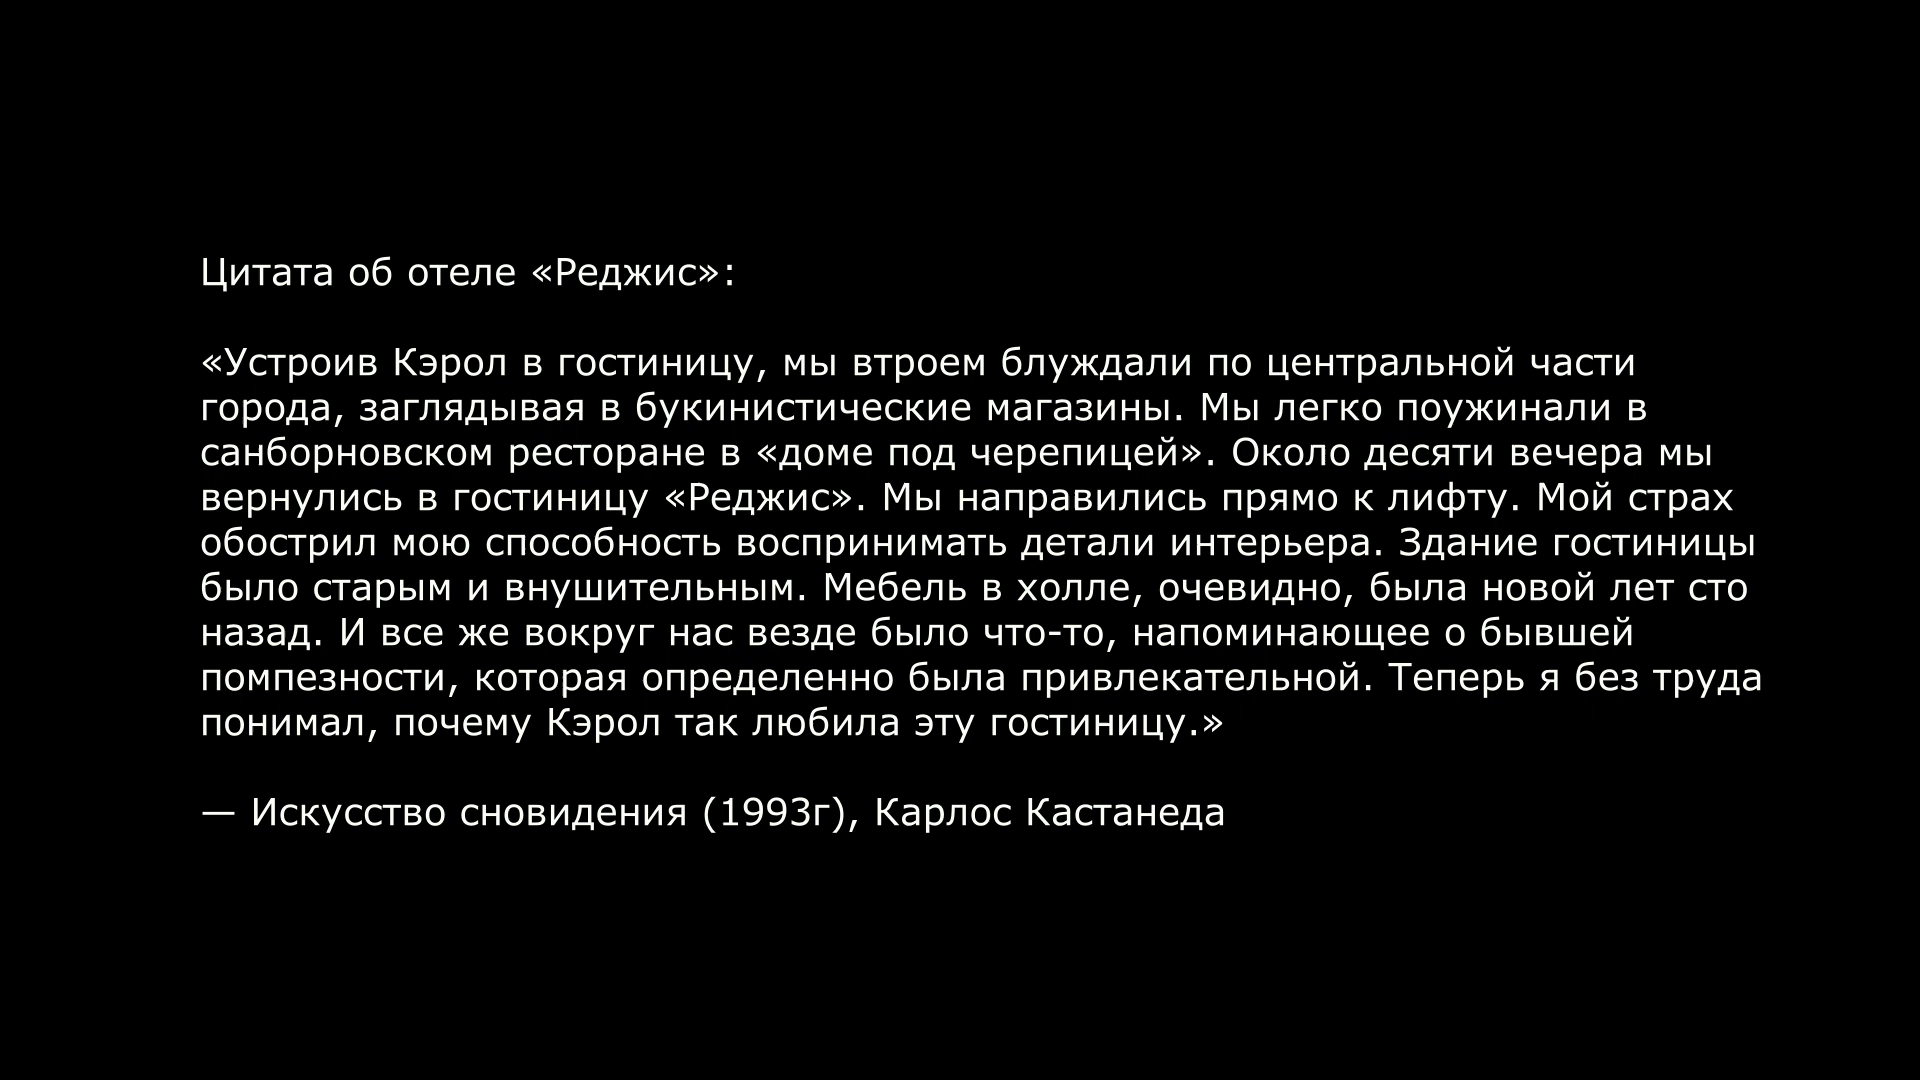 Цитата об отеле «Реджис»:
«Устроив Кэрол в гостиницу, мы втроем блуждали по центральной части
города, заглядывая в букинистические магазины. Мы легко поужинали в
санборновском ресторане в «доме под черепицей». Около десяти вечера мы
вернулись в гостиницу «Реджис». Мы направились прямо к лифту. Мой страх
обострил мою способность воспринимать детали интерьера. Здание гостиницы
было старым и внушительным. Мебель в холле, очевидно, была новой лет сто
назад. И все же вокруг нас везде было что-то, напоминающее о бывшей
помпезности, которая определенно была привлекательной. Теперь я без труда
понимал, почему Кэрол так любила эту гостиницу.»
— Искусство сновидения (1993г), Карлос Кастанеда